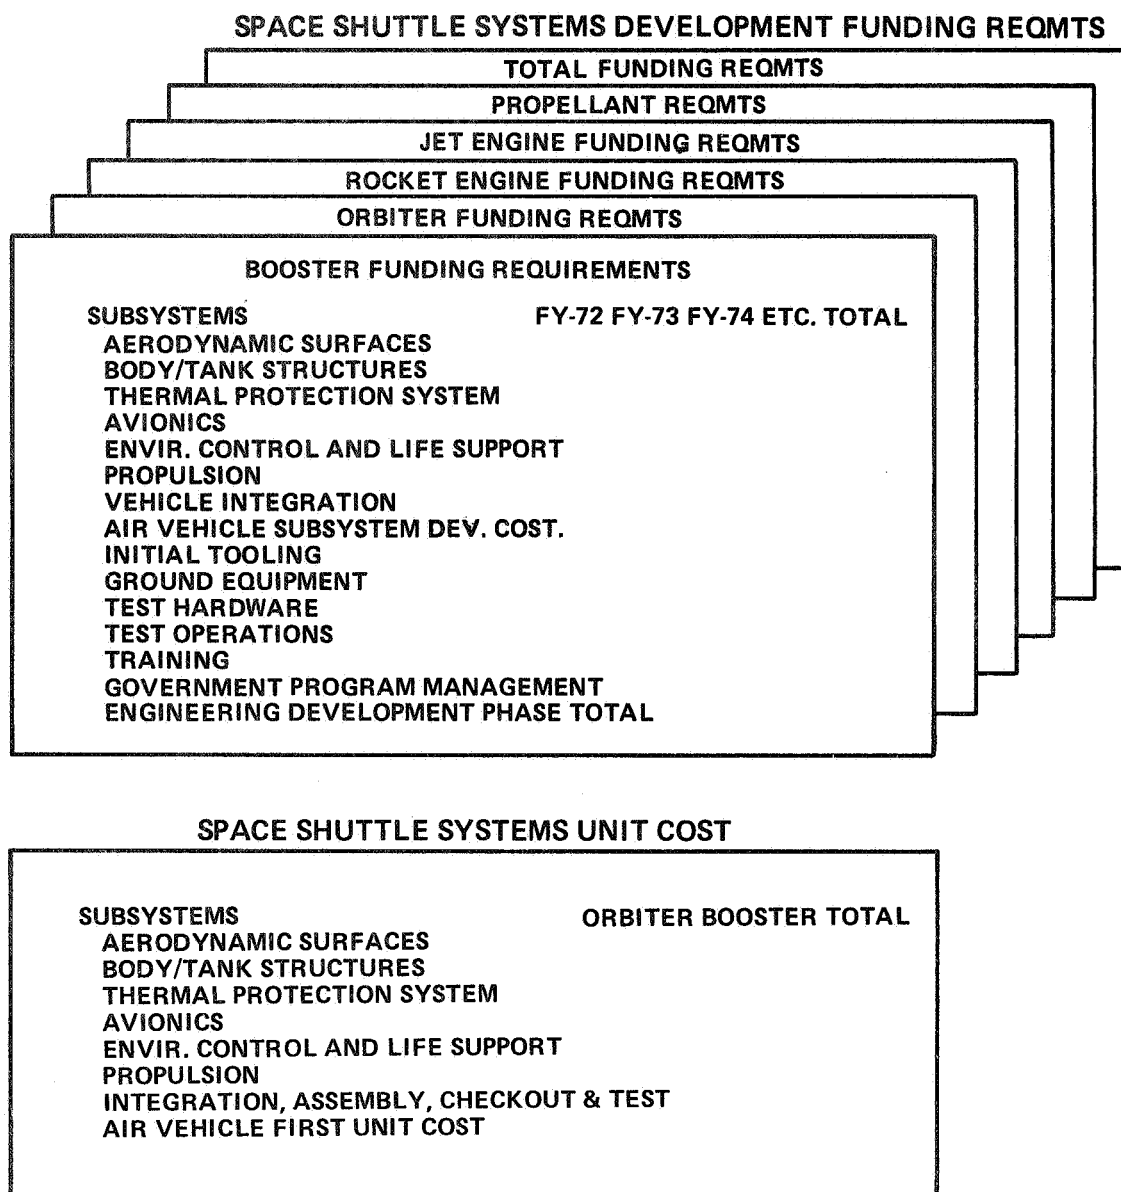 SPACE SHUTTLE SYSTEMS DEVELOPMENT FUNDING REQMTS
TOTAL FUNDING REQMTS
PROPELLANT REQMTS
JET ENGINE FUNDING REQMTS
ROCKET ENGINE FUNDING REQMTS
ORBITER FUNDING REQMTS
BOOSTER FUNDING REQUIREMENTS
SUBSYSTEMS FY-72 FY-73 FY-74 ETC. TOTAL
AERODYNAMIC SURFACES
BODY/TANK STRUCTURES
THERMAL PROTECTION SYSTEM
AVIONICS
ENVIR. CONTROL AND LIFE SUPPORT
PROPULSION
VEHICLE INTEGRATION
AIR VEHICLE SUBSYSTEM DEV. COST.
INITIAL TOOLING
GROUND EQUIPMENT
TEST HARDWARE
TEST OPERATIONS
TRAINING
GOVERNMENT PROGRAM MANAGEMENT
ENGINEERING DEVELOPMENT PHASE TOTAL
SPACE SHUTTLE SYSTEMS UNIT COST
SUBSYSTEMS ORBITER BOOSTER TOTAL
AERODYNAMIC SURFACES
BODY/TANK STRUCTURES
THERMAL PROTECTION SYSTEM
AVIONICS
ENVIR. CONTROL AND LIFE SUPPORT
PROPULSION
INTEGRATION, ASSEMBLY, CHECKOUT & TEST
AIR VEHICLE FIRST UNIT COST